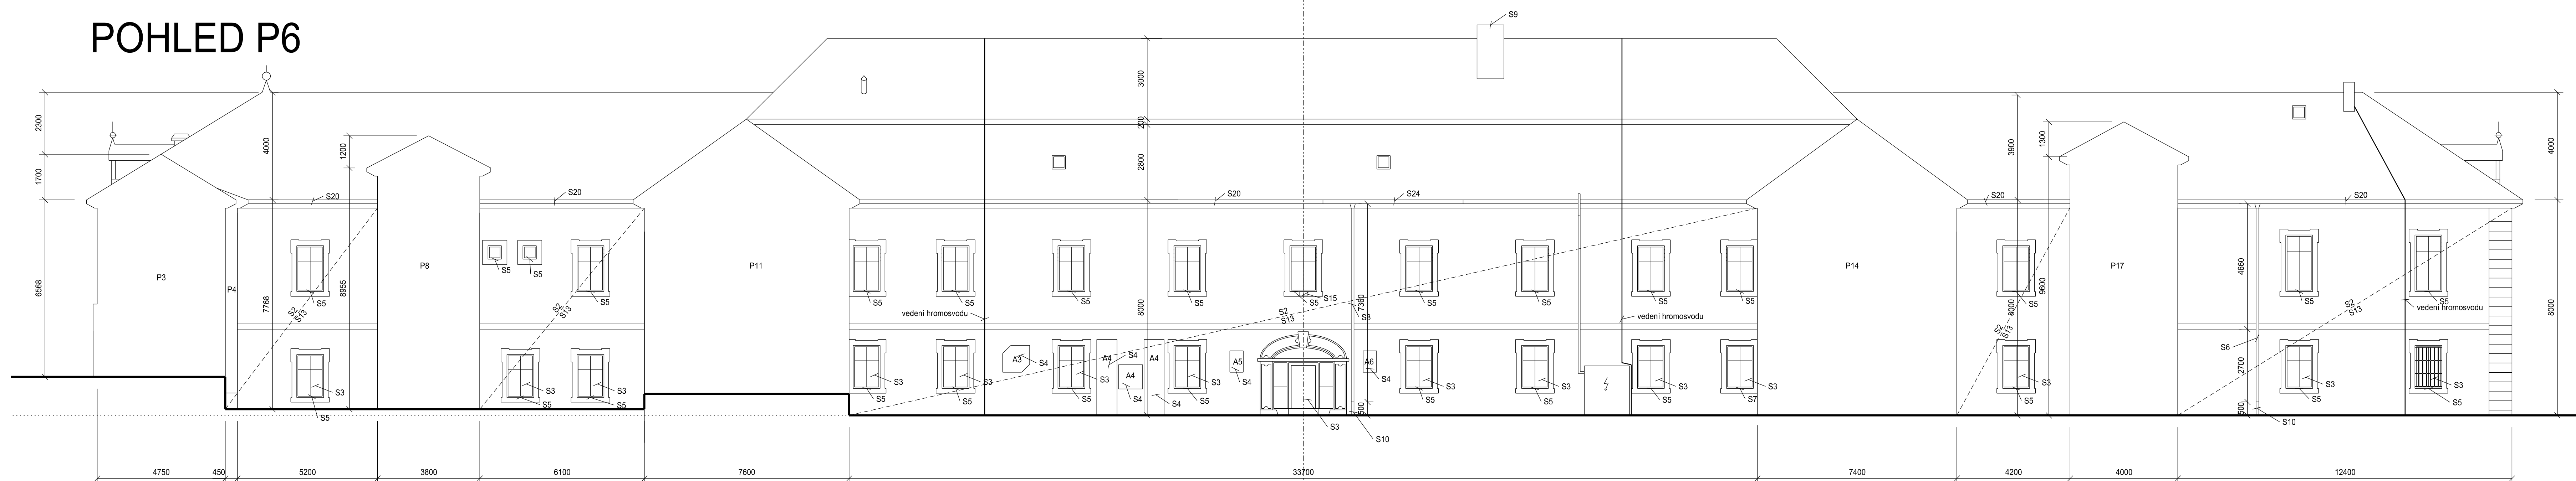 POHLED P6
S9
2300
1700
6568
4000
7768
1200
8955
3000
200
2800
8000
3900
8000
1300
9600
4000
8000
S20
S20
S20
S24
S20
S20
P3
P4
P8
P11
P14
P17
S5
S5
S5
S5
S5
S5
S5
S5
S5
S15
S5
S5
S5
S5
S5
S5
S5
7360
S8
4660
vedení hromosvodu
vedení hromosvodu
vedení hromosvodu
S2
S13
S2
S13
S2
S13
S2
S13
S2
S13
S6
2700
A3
S4
A4
S4
A4
A4
S4
S4
A5
S4
A6
S4
S3
S3
S3
S3
S3
S3
S3
S3
S3
S3
S3
S3
S3
S3
S5
S5
S5
S5
S5
S5
S5
S5
S5
S5
S7
S5
S5
S5
S3
500
S10
500
S10
4750
450
5200
3800
6100
7600
33700
7400
4200
4000
12400